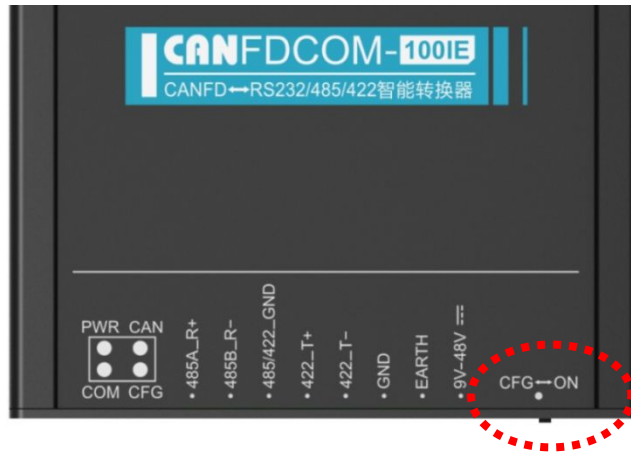 CANFDCOM-100IE
CANFD↔RS232/485/422智能转换器
PWR CAN
COM CFG
485A_R+
485B_R−
485/422_GND
422_T+
422_T−
GND
EARTH
9V−48V ⎓
CFG↔ON